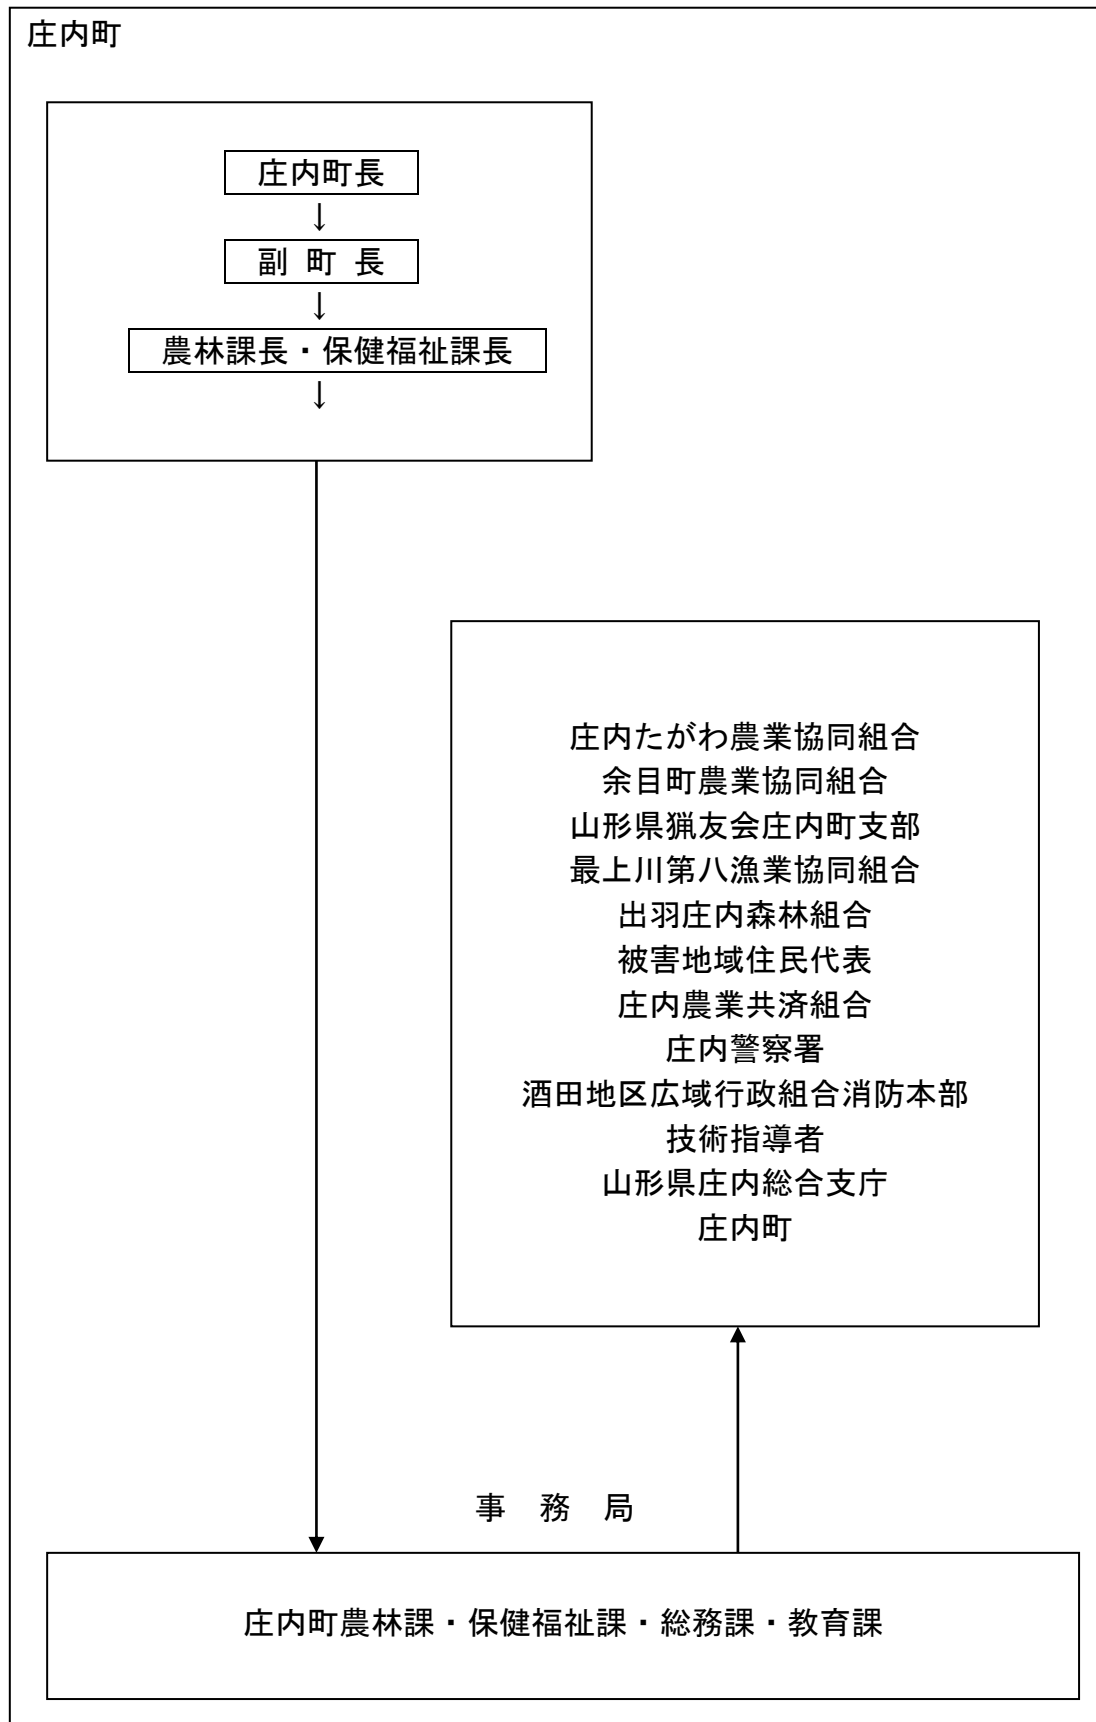 庄内町
庄内町長
↓
副 町 長
↓
農林課長・保健福祉課長
↓
庄内たがわ農業協同組合
余目町農業協同組合
山形県猟友会庄内町支部
最上川第八漁業協同組合
出羽庄内森林組合
被害地域住民代表
庄内農業共済組合
庄内警察署
酒田地区広域行政組合消防本部
技術指導者
山形県庄内総合支庁
庄内町
事 務 局
庄内町農林課・保健福祉課・総務課・教育課